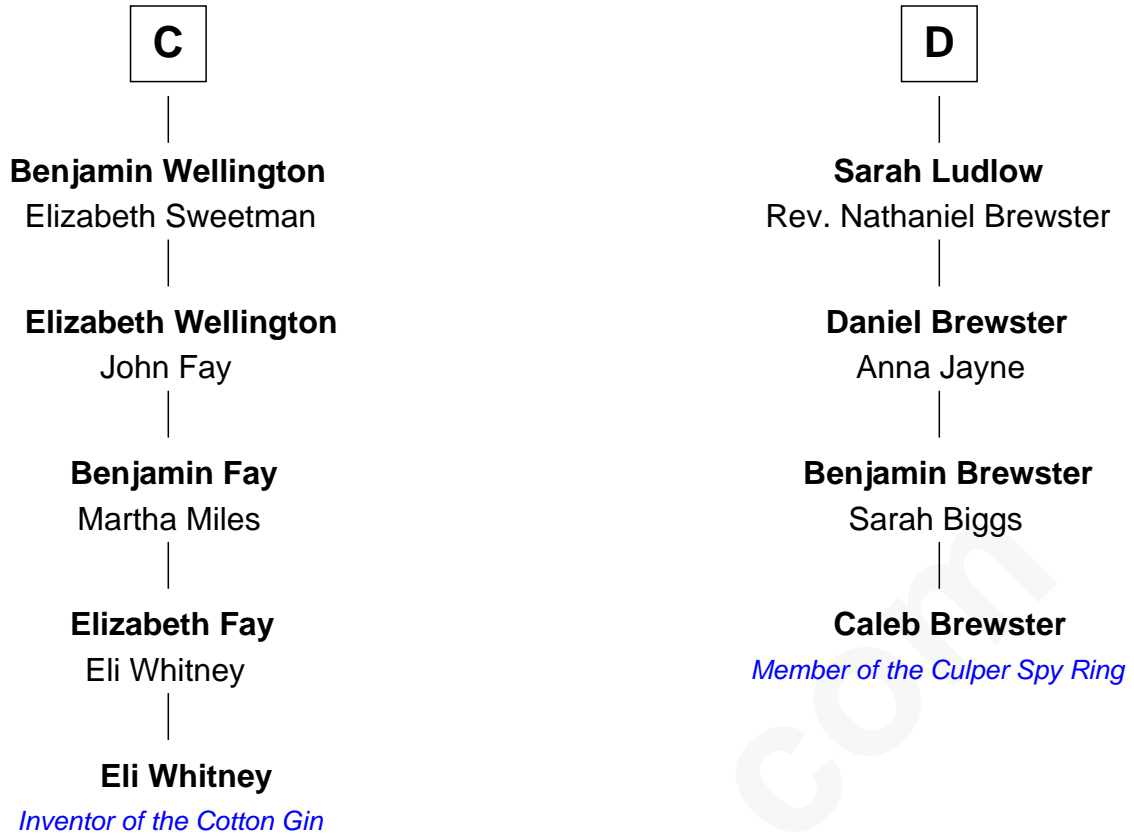 C
Benjamin Wellington
Elizabeth Sweetman
Elizabeth Wellington
John Fay
Benjamin Fay
Martha Miles
Elizabeth Fay
Eli Whitney
Eli Whitney
Inventor of the Cotton Gin
D
Sarah Ludlow
Rev. Nathaniel Brewster
Daniel Brewster
Anna Jayne
Benjamin Brewster
Sarah Biggs
Caleb Brewster
Member of the Culper Spy Ring
com